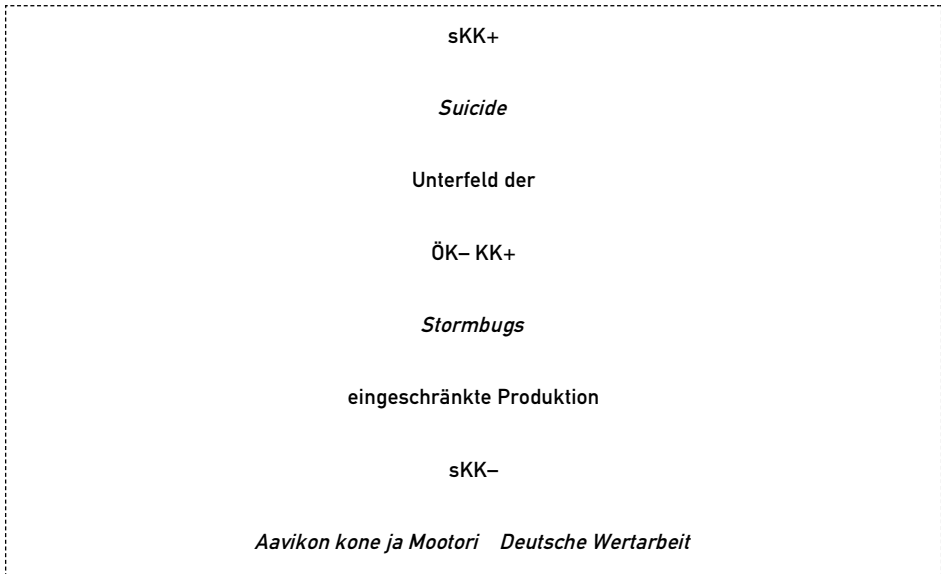 sKK+
Suicide
Unterfeld der
ÖK– KK+
Stormbugs
eingeschränkte Produktion
sKK–
Aavikon kone ja Mootori Deutsche Wertarbeit